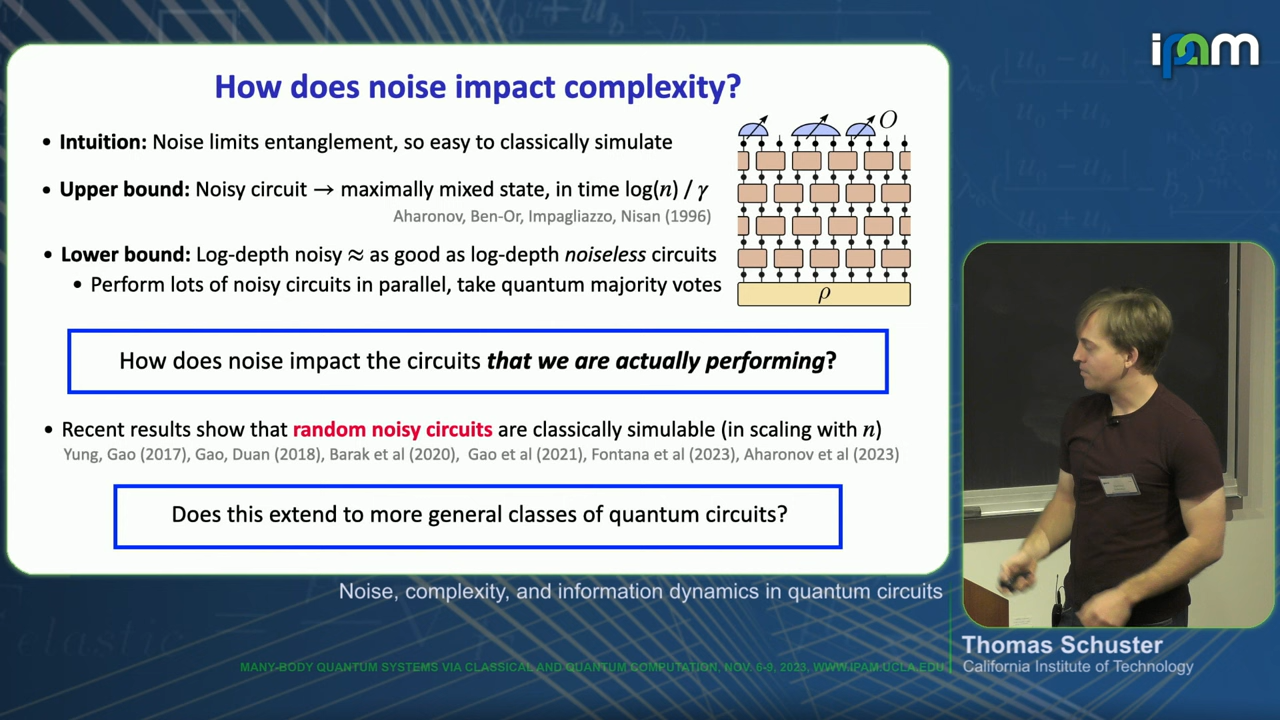 ipam
How does noise impact complexity?
• Intuition: Noise limits entanglement, so easy to classically simulate
• Upper bound: Noisy circuit → maximally mixed state, in time log(n) / γ
Aharonov, Ben-Or, Impagliazzo, Nisan (1996)
• Lower bound: Log-depth noisy ≈ as good as log-depth noiseless circuits
• Perform lots of noisy circuits in parallel, take quantum majority votes
O
ρ
How does noise impact the circuits that we are actually performing?
• Recent results show that random noisy circuits are classically simulable (in scaling with n)
Yung, Gao (2017), Gao, Duan (2018), Barak et al (2020), Gao et al (2021), Fontana et al (2023), Aharonov et al (2023)
Does this extend to more general classes of quantum circuits?
Noise, complexity, and information dynamics in quantum circuits
Thomas Schuster
California Institute of Technology
MANY-BODY QUANTUM SYSTEMS VIA CLASSICAL AND QUANTUM COMPUTATION, NOV. 6-9, 2023, WWW.IPAM.UCLA.EDU
elastic